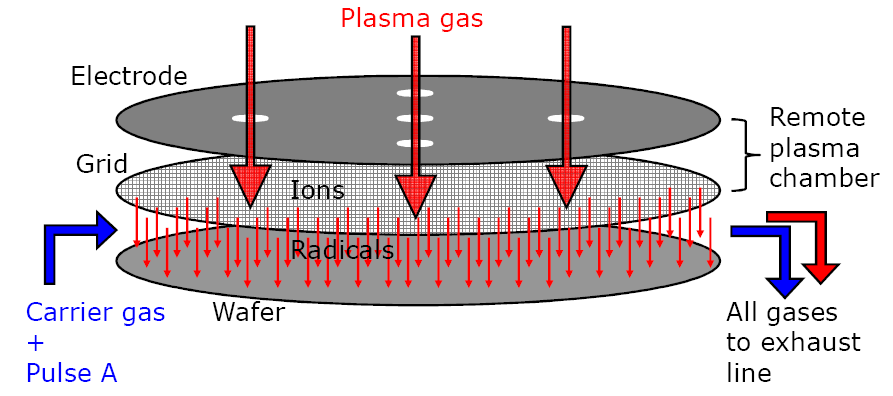 Plasma gas
Electrode
Remote
plasma
chamber
Grid
Ions
Radicals
Carrier gas
+
Pulse A
Wafer
All gases
to exhaust
line